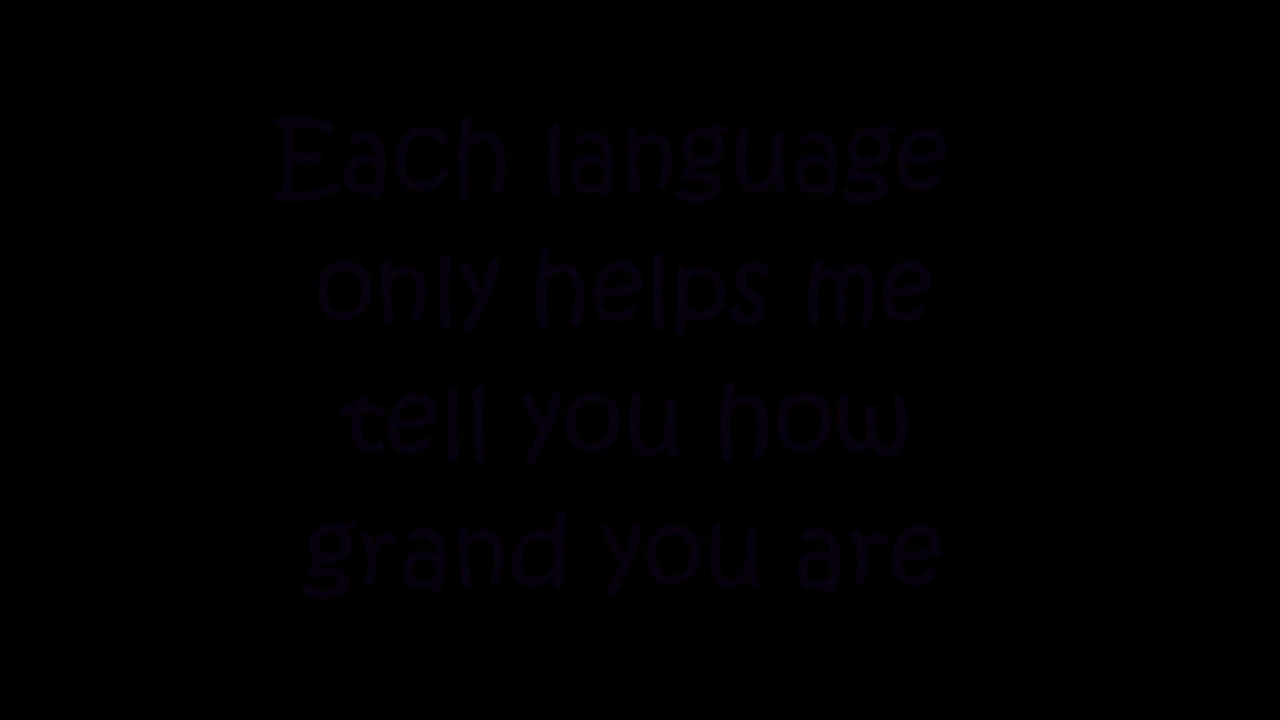 Each language
only helps me
tell you how
grand you are